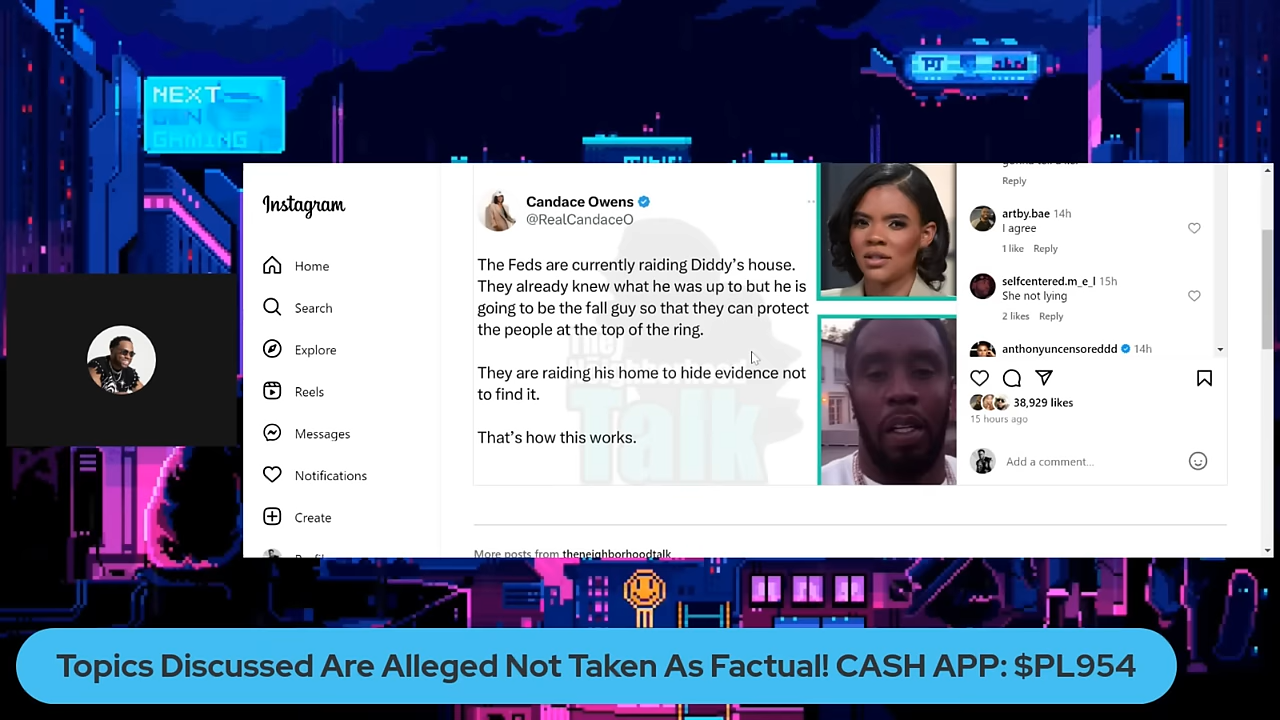 NEXT
GAMING
Instagram
Home
Search
Explore
Reels
Messages
Notifications
Create
Candace Owens
@RealCandaceO
The Feds are currently raiding Diddy’s house.
They already knew what he was up to but he is
going to be the fall guy so that they can protect
the people at the top of the ring.
They are raiding his home to hide evidence not
to find it.
That’s how this works.
They
Neighborhood
Talk
Reply
artby.bae 14h
I agree
1 like Reply
selfcentered.m_e_l 15h
She not lying
2 likes Reply
anthonyuncensoreddd 14h
38,929 likes
15 hours ago
Add a comment...
More posts from theneighborhoodtalk
Topics Discussed Are Alleged Not Taken As Factual! CASH APP: $PL954